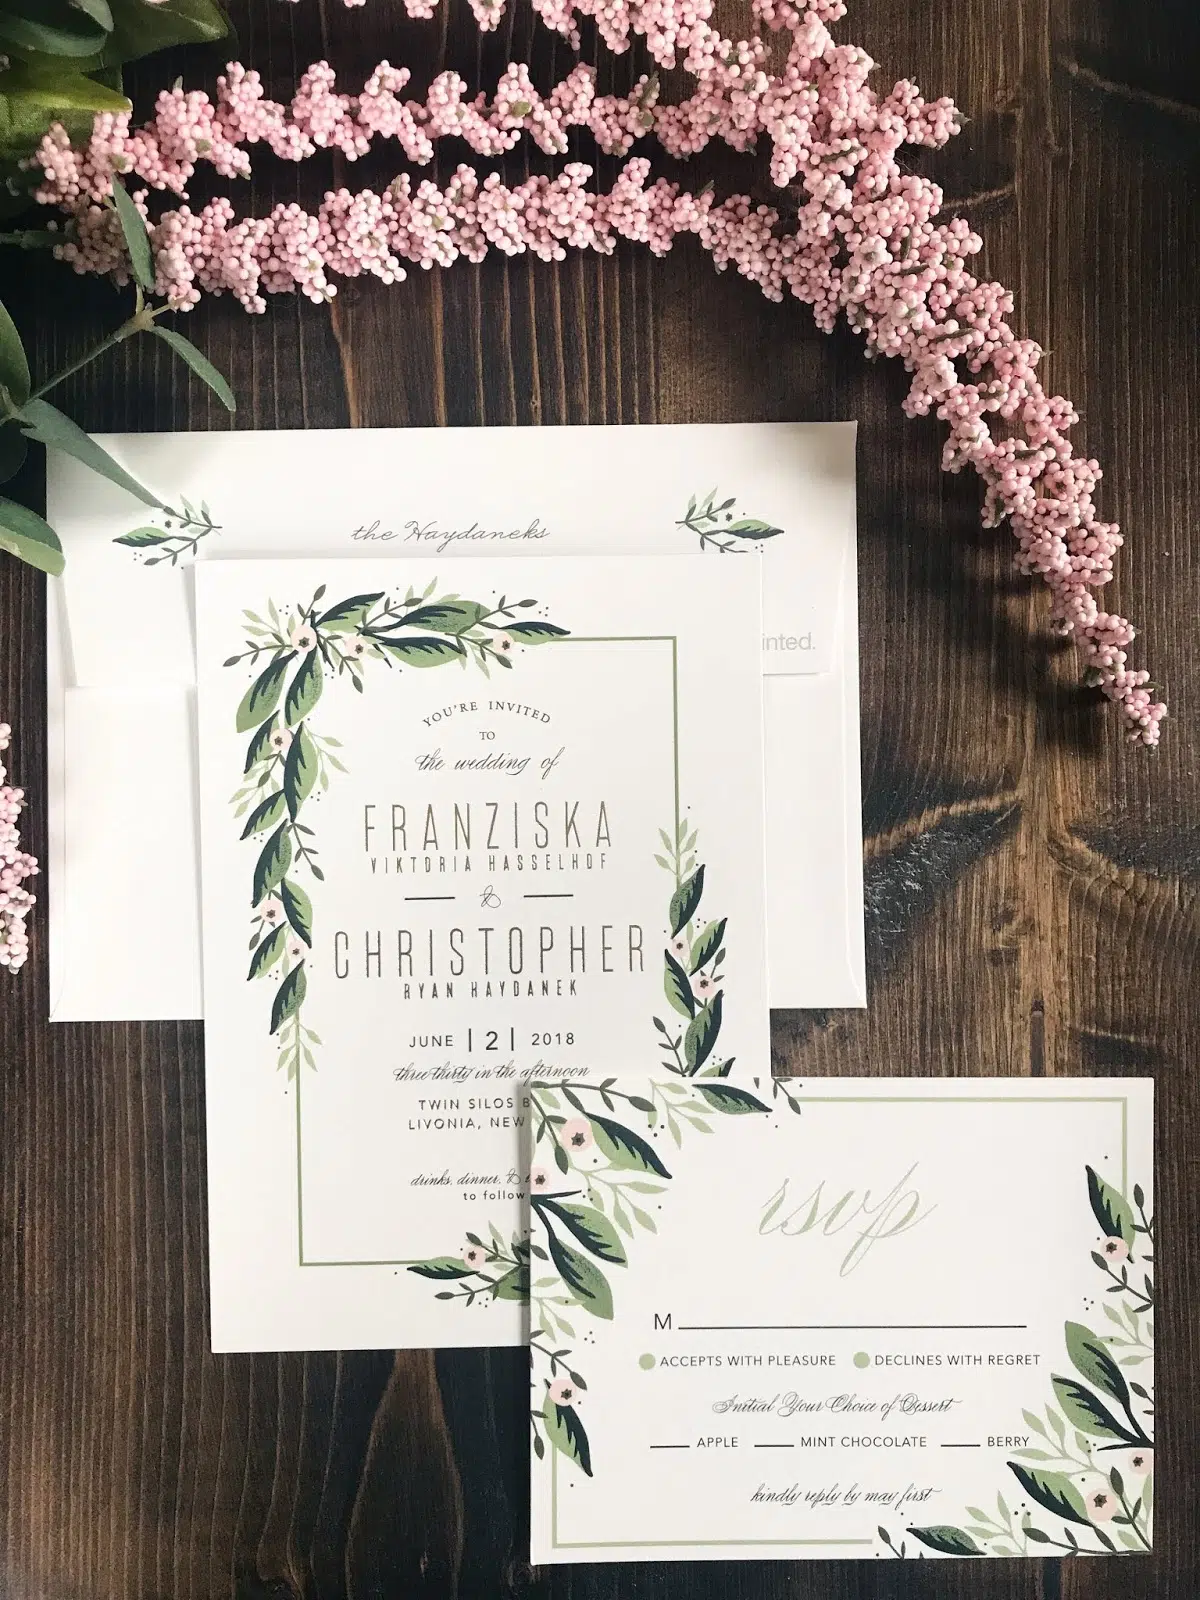 the Haydaneks
inted.
YOU'RE INVITED
TO
the wedding of
FRANZISKA
VIKTORIA HASSELHOF
&
CHRISTOPHER
RYAN HAYDANEK
JUNE | 2 | 2018
three thirty in the afternoon
TWIN SILOS B
LIVONIA, NEW
drinks, dinner, &
to follow
rsvp
M
ACCEPTS WITH PLEASURE DECLINES WITH REGRET
Initial Your Choice of Dessert
APPLE MINT CHOCOLATE BERRY
kindly reply by may first